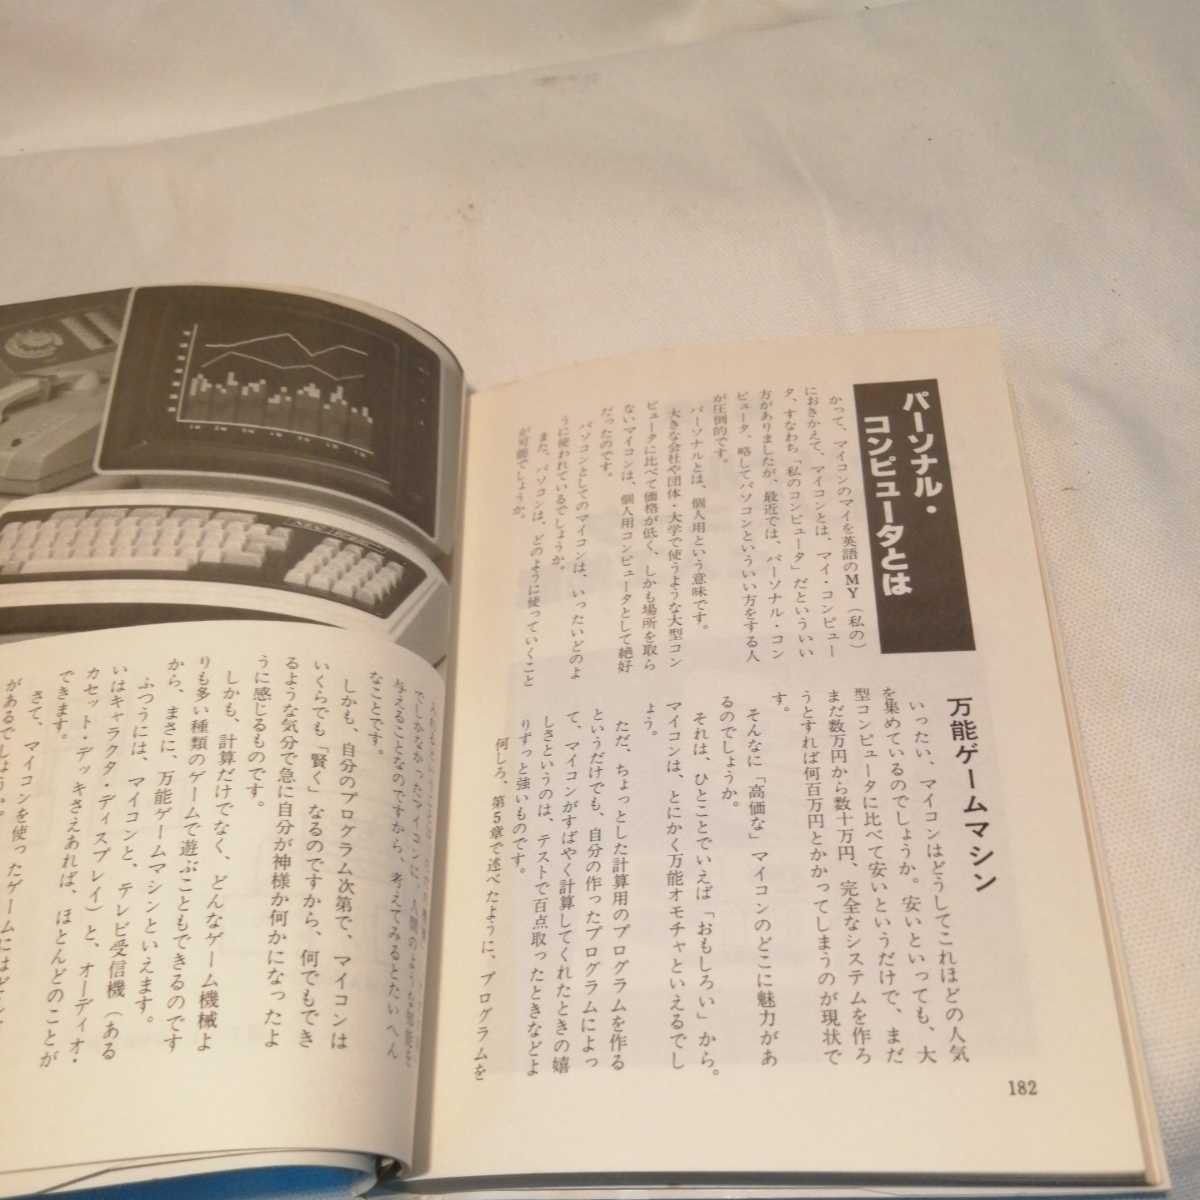 パーソナル・
コンピュータとは
かつて、マイコンのマイを英語のMY(私の)
におきかえて、マイコンとは、マイ・コンピュー
タ、すなわち「私のコンピュータ」だといういい
方がありましたが、最近では、パーソナル・コン
ピュータ、略してパソコンといういい方をする人
が圧倒的です。
パーソナルとは、個人用という意味です。
大きな会社や団体・大学で使うような大型コン
ピュータに比べて価格が低く、しかも場所を取ら
ないマイコンは、個人用コンピュータとして絶好
だったのです。
パソコンとしてのマイコンは、いったいどのよ
うに使われているでしょうか。
また、パソコンは、どのように使っていくこと
が可能でしょうか。
万能ゲームマシン
いったい、マイコンはどうしてこれほどの人気
を集めているのでしょうか。安いといっても、大
型コンピュータに比べて安いというだけで、まだ
まだ数万円から数十万円、完全なシステムを作ろ
うとすれば何百万円とかかってしまうのが現状で
す。
そんなに「高価な」マイコンのどこに魅力があ
るのでしょうか。
それは、ひとことでいえば「おもしろい」から。
マイコンは、とにかく万能オモチャといえるでし
ょう。
ただ、ちょっとした計算用のプログラムを作る
というだけでも、自分の作ったプログラムによっ
て、マイコンがすばやく計算してくれたときの嬉
しさというのは、テストで百点取ったときなどよ
りずっと強いものです。
何しろ、第5章で述べたように、プログラムを
182
でしかなかったマイコンに、人間のような知能を
与えることなのですから、考えてみるとたいへん
なことです。
しかも、自分のプログラム次第で、マイコンは
いくらでも「賢く」なるのですから、何でもでき
るような気分で急に自分が神様か何かになったよ
うに感じるものです。
しかも、計算だけでなく、どんなゲーム機械よ
りも多い種類のゲームで遊ぶこともできるのです
から、まさに、万能ゲームマシンといえます。
ふつうには、マイコンと、テレビ受信機(ある
いはキャラクタ・ディスプレイ)と、オーディオ・
カセット・デッキさえあれば、ほとんどのことが
できます。
さて、マイコンを使ったゲームにはどん
があるでしょうか。